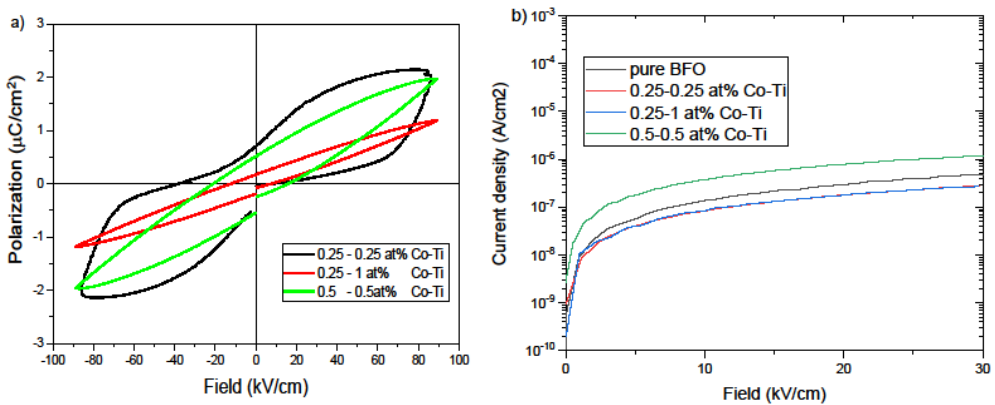 a)
Polarization (μC/cm²)
3
2
1
0
-1
-2
-3
-100 -80 -60 -40 -20 0 20 40 60 80 100
Field (kV/cm)
0.25 - 0.25 at% Co-Ti
0.25 - 1 at% Co-Ti
0.5 - 0.5at% Co-Ti
b)
Current density (A/cm2)
10⁻³
10⁻⁴
10⁻⁵
10⁻⁶
10⁻⁷
10⁻⁸
10⁻⁹
10⁻¹⁰
0 10 20 30
Field (kV/cm)
pure BFO
0.25-0.25 at% Co-Ti
0.25-1 at% Co-Ti
0.5-0.5 at% Co-Ti